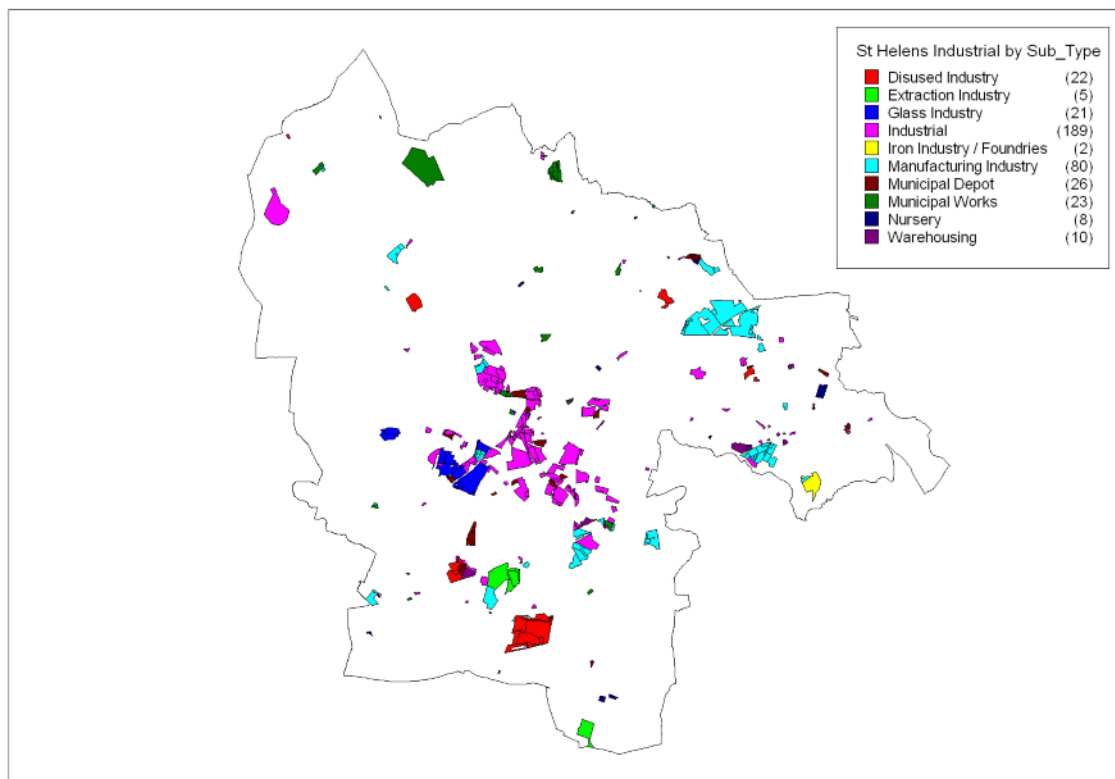 St Helens Industrial by Sub_Type
Disused Industry (22)
Extraction Industry (5)
Glass Industry (21)
Industrial (189)
Iron Industry / Foundries (2)
Manufacturing Industry (80)
Municipal Depot (26)
Municipal Works (23)
Nursery (8)
Warehousing (10)